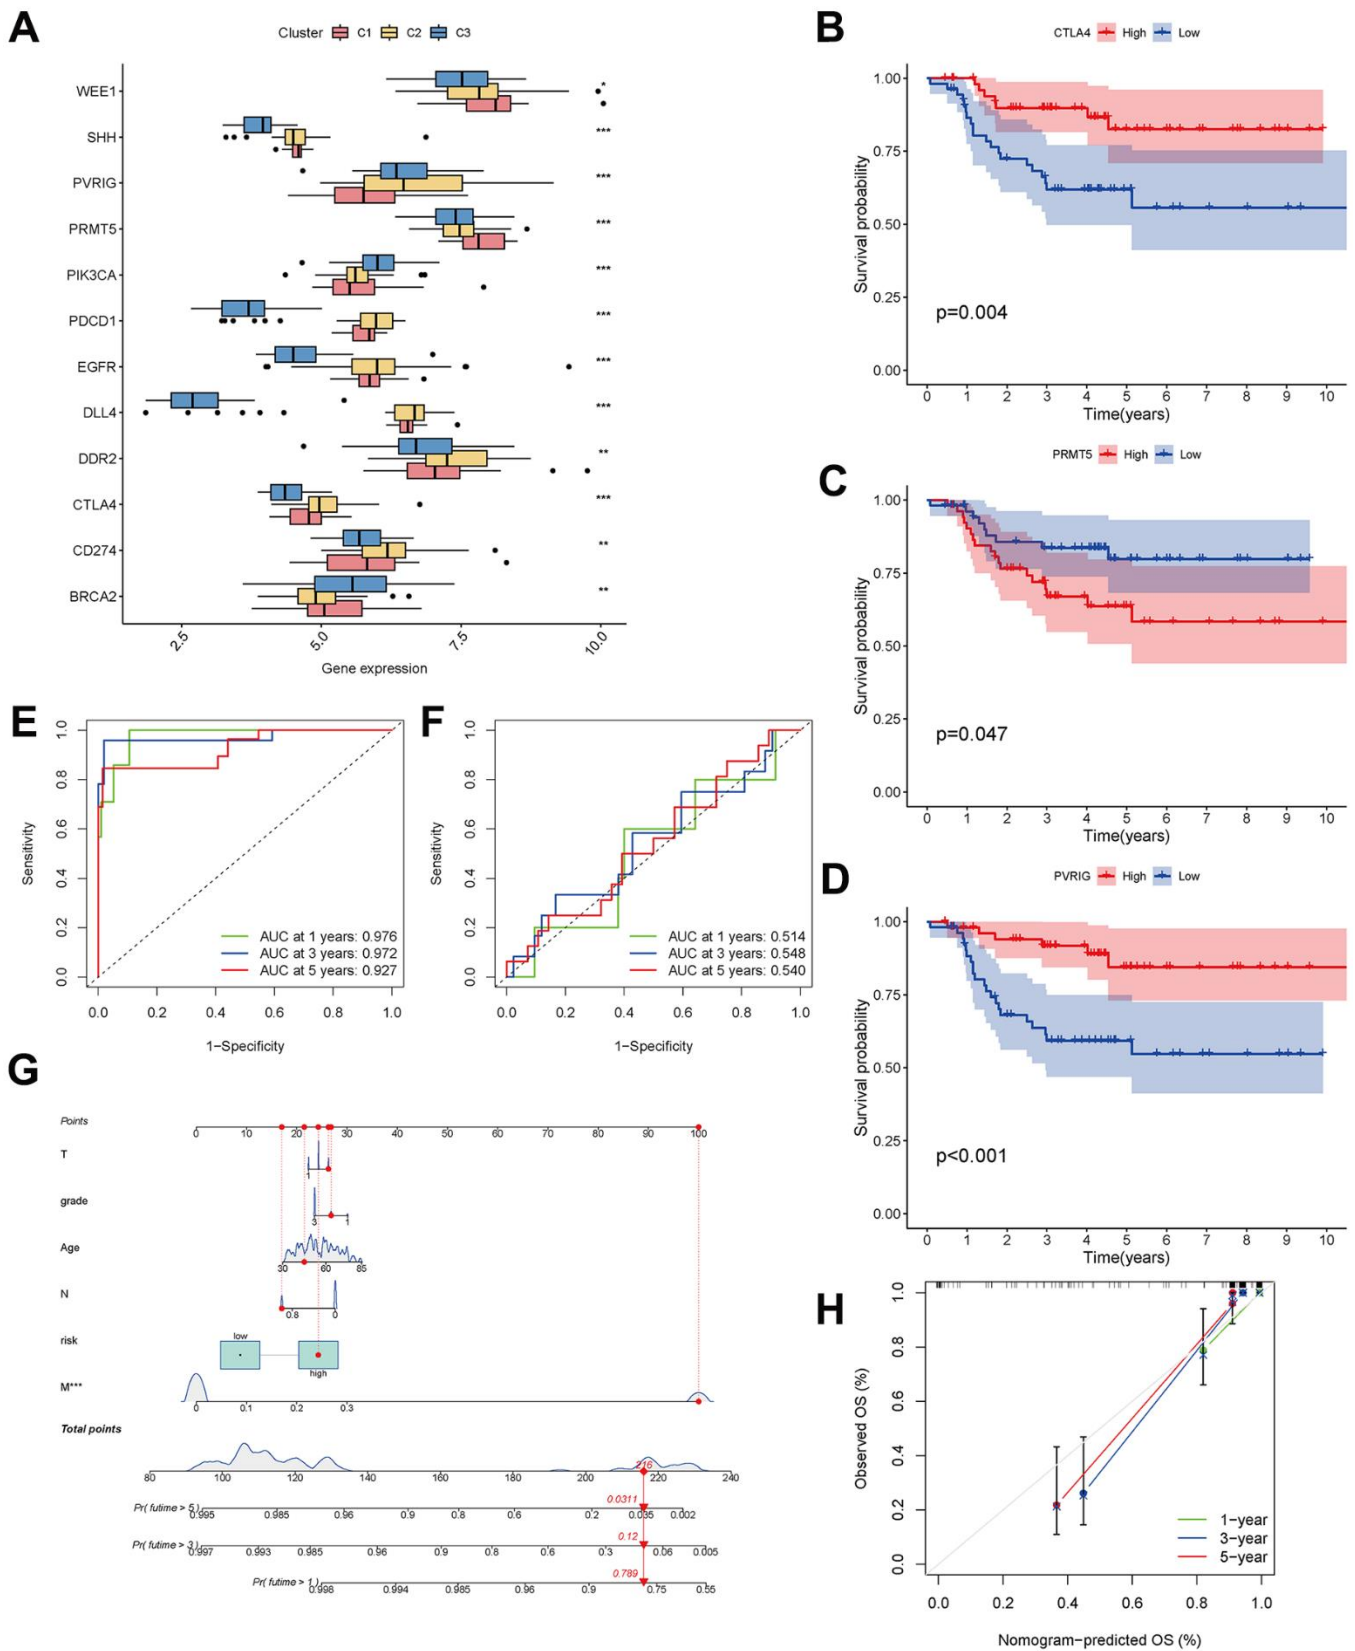 A
Cluster C1 C2 C3
WEE1 *
SHH ***
PVRIG ***
PRMT5 ***
PIK3CA ***
PDCD1 ***
EGFR ***
DLL4 ***
DDR2 **
CTLA4 ***
CD274 **
BRCA2 **
2.5 5.0 7.5 10.0
Gene expression
B
CTLA4 High Low
Survival probability
1.00
0.75
0.50
0.25
0.00
p=0.004
0 1 2 3 4 5 6 7 8 9 10
Time(years)
C
PRMT5 High Low
Survival probability
1.00
0.75
0.50
0.25
0.00
p=0.047
0 1 2 3 4 5 6 7 8 9 10
Time(years)
D
PVRIG High Low
Survival probability
1.00
0.75
0.50
0.25
0.00
p<0.001
0 1 2 3 4 5 6 7 8 9 10
Time(years)
E
Sensitivity
1.0
0.8
0.6
0.4
0.2
0.0
AUC at 1 years: 0.976
AUC at 3 years: 0.972
AUC at 5 years: 0.927
0.0 0.2 0.4 0.6 0.8 1.0
1−Specificity
F
Sensitivity
1.0
0.8
0.6
0.4
0.2
0.0
AUC at 1 years: 0.514
AUC at 3 years: 0.548
AUC at 5 years: 0.540
0.0 0.2 0.4 0.6 0.8 1.0
1−Specificity
G
Points
0 10 20 30 40 50 60 70 80 90 100
T
1
grade
3 1
Age
30 60 85
N
0.8 0
risk
low
high
M***
0 0.1 0.2 0.3
Total points
216
80 100 120 140 160 180 200 220 240
0.0311
Pr( futime > 5)
0.995 0.985 0.96 0.9 0.8 0.6 0.2 0.035 0.002
0.12
Pr( futime > 3)
0.997 0.993 0.985 0.96 0.9 0.8 0.6 0.3 0.06 0.005
0.789
Pr( futime > 1)
0.998 0.994 0.985 0.96 0.9 0.75 0.55
H
Observed OS (%)
1.0
0.8
0.6
0.4
0.2
0.0
1−year
3−year
5−year
0.0 0.2 0.4 0.6 0.8 1.0
Nomogram−predicted OS (%)